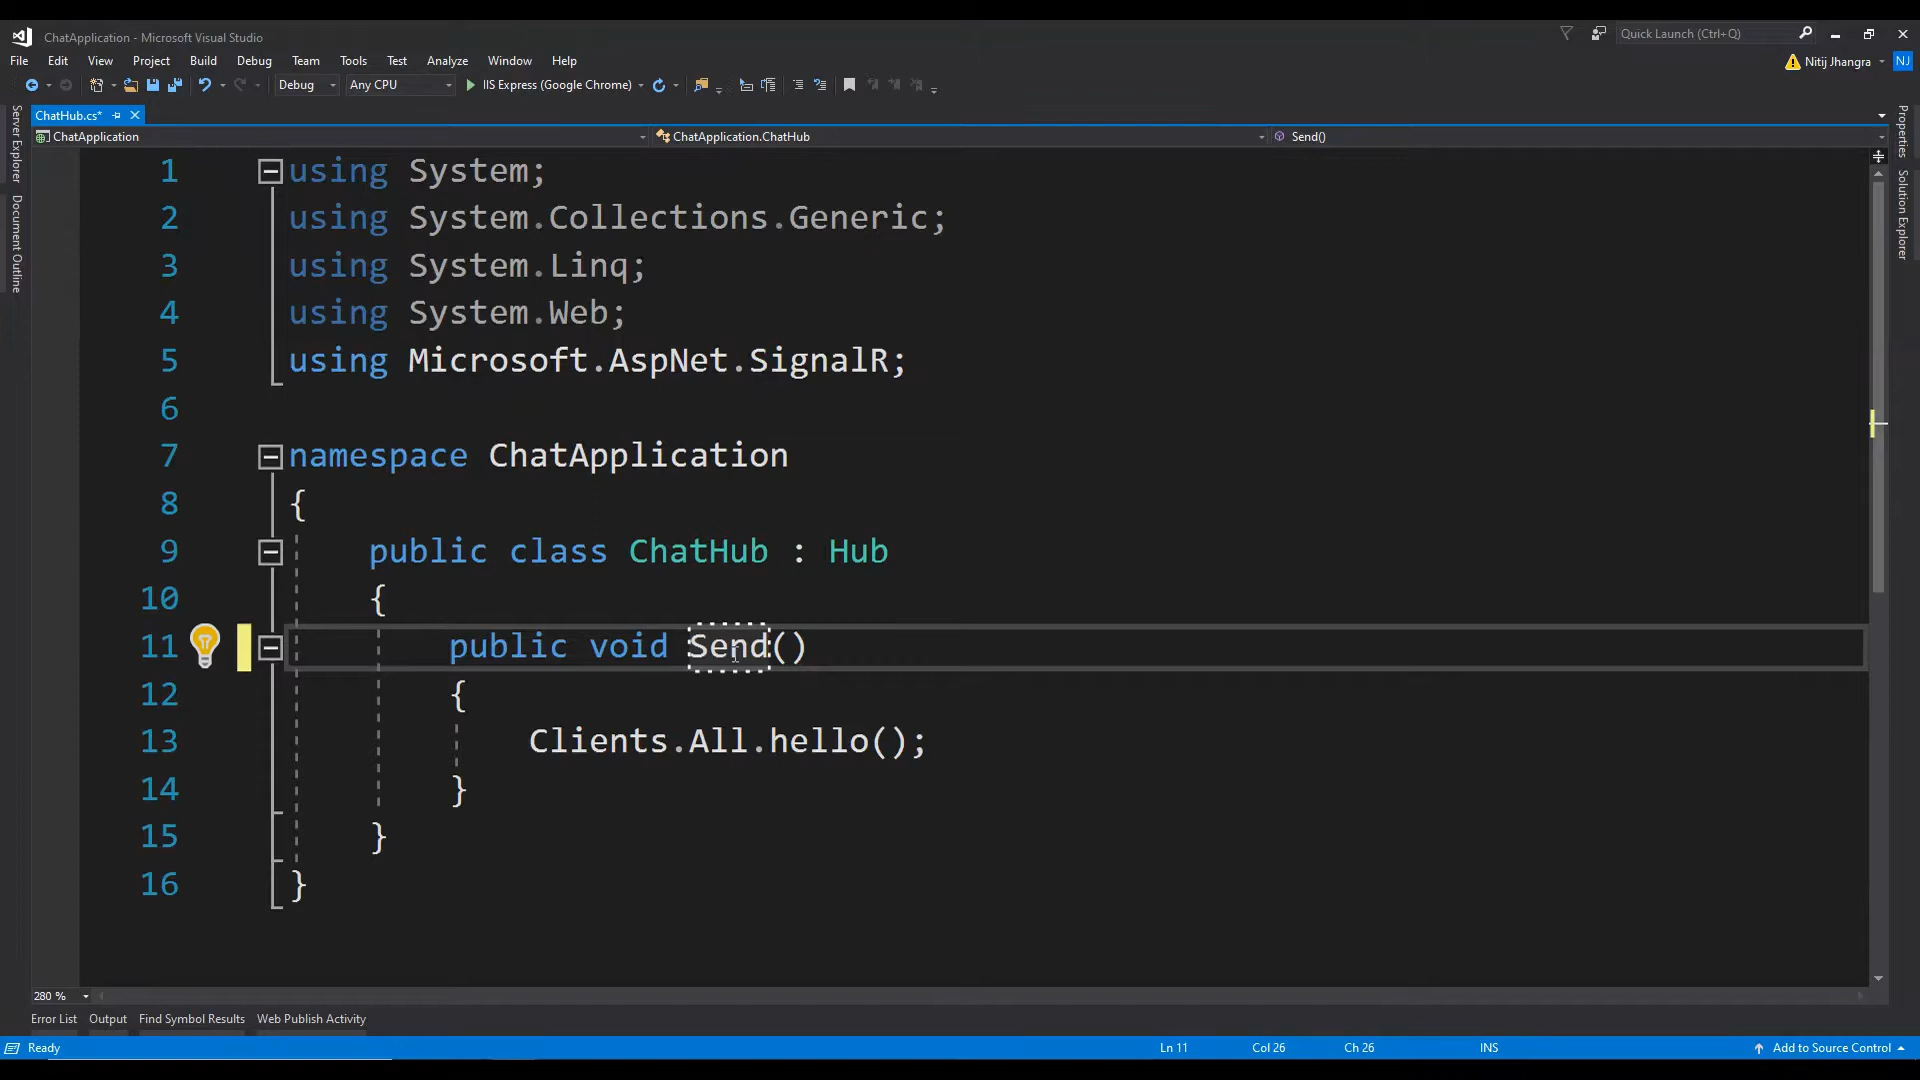 ChatApplication - Microsoft Visual Studio
Quick Launch (Ctrl+Q)
File Edit View Project Build Debug Team Tools Test Analyze Window Help
Nitij Jhangra NJ
Debug Any CPU IIS Express (Google Chrome)
ChatHub.cs*
ChatApplication ChatApplication.ChatHub Send()
Server Explorer
Document Outline
Properties
Solution Explorer
1 using System;
2 using System.Collections.Generic;
3 using System.Linq;
4 using System.Web;
5 using Microsoft.AspNet.SignalR;
6
7 namespace ChatApplication
8 {
9 public class ChatHub : Hub
10 {
11 public void Send()
12 {
13 Clients.All.hello();
14 }
15 }
16 }
280 %
Error List Output Find Symbol Results Web Publish Activity
Ready Ln 11 Col 26 Ch 26 INS Add to Source Control